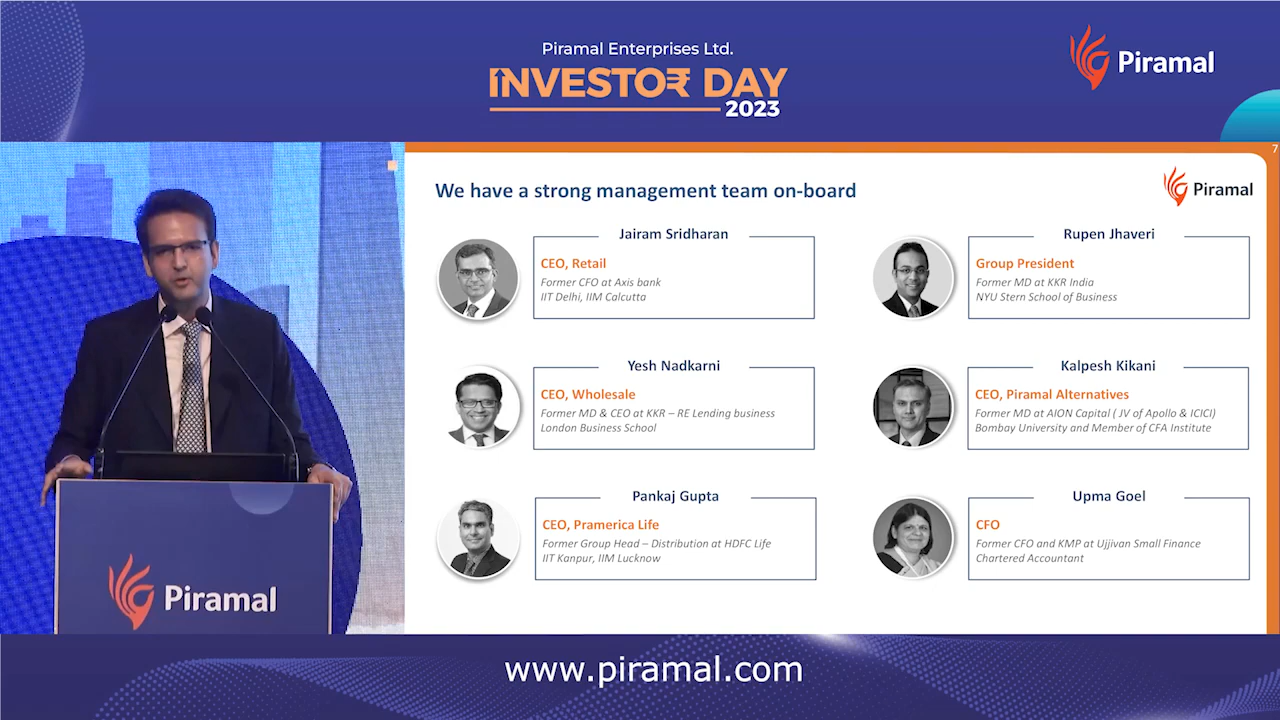 Piramal Enterprises Ltd.
INVESTOR DAY
2023
Piramal
7
We have a strong management team on-board
Piramal
Jairam Sridharan
CEO, Retail
Former CFO at Axis bank
IIT Delhi, IIM Calcutta
Rupen Jhaveri
Group President
Former MD at KKR India
NYU Stern School of Business
Yesh Nadkarni
CEO, Wholesale
Former MD & CEO at KKR – RE Lending business
London Business School
Kalpesh Kikani
CEO, Piramal Alternatives
Former MD at AION Capital ( JV of Apollo & ICICI)
Bombay University and Member of CFA Institute
Pankaj Gupta
CEO, Pramerica Life
Former Group Head – Distribution at HDFC Life
IIT Kanpur, IIM Lucknow
Upma Goel
CFO
Former CFO and KMP at Ujjivan Small Finance
Chartered Accountant
Piramal
www.piramal.com